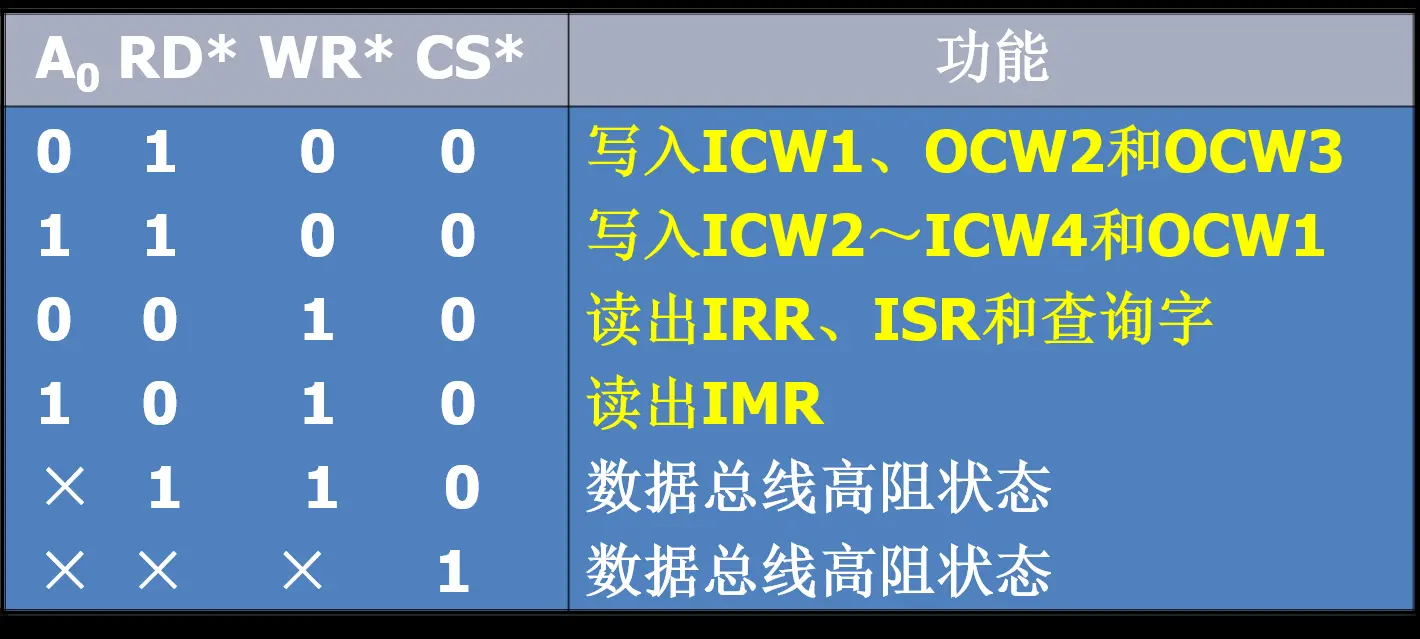 A₀ RD* WR* CS* 功能
0 1 0 0 写入ICW1、OCW2和OCW3
1 1 0 0 写入ICW2～ICW4和OCW1
0 0 1 0 读出IRR、ISR和查询字
1 0 1 0 读出IMR
× 1 1 0 数据总线高阻状态
× × × 1 数据总线高阻状态